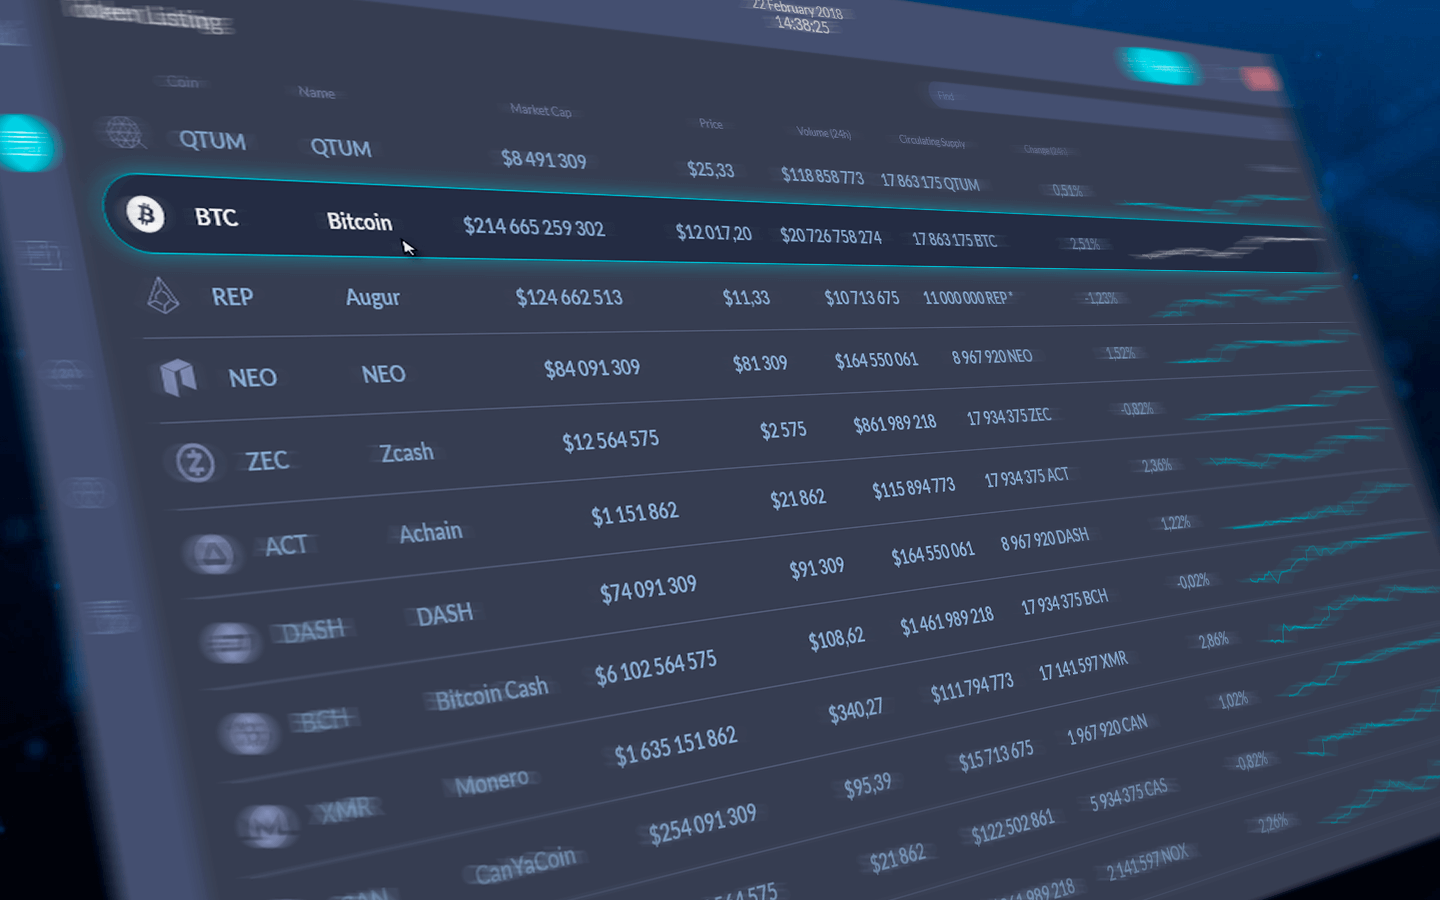 Token Listing
22 February 2018
14:38:25
Find
Coin Name Market Cap Price Volume (24h) Circulating Supply Change (24h)
QTUM QTUM $8 491 309 $25,33 $118 858 773 17 863 175 QTUM 0,51%
BTC Bitcoin $214 665 259 302 $12 017,20 $20 726 758 274 17 863 175 BTC 2,51%
REP Augur $124 662 513 $11,33 $10 713 675 11 000 000 REP* -1,23%
NEO NEO $84 091 309 $81 309 $164 550 061 8 967 920 NEO 1,52%
ZEC Zcash $12 564 575 $2 575 $861 989 218 17 934 375 ZEC -0,82%
ACT Achain $1 151 862 $21 862 $115 894 773 17 934 375 ACT 2,36%
DASH DASH $74 091 309 $91 309 $164 550 061 8 967 920 DASH 1,22%
BCH Bitcoin Cash $6 102 564 575 $108,62 $1 461 989 218 17 934 375 BCH -0,02%
XMR Monero $1 635 151 862 $340,27 $111 794 773 17 141 597 XMR 2,86%
CanYaCoin $254 091 309 $95,39 $15 713 675 1 967 920 CAN 1,02%
564 575 $21 862 $122 502 861 5 934 375 CAS -0,82%
989 218 2 141 597 NOX 2,26%